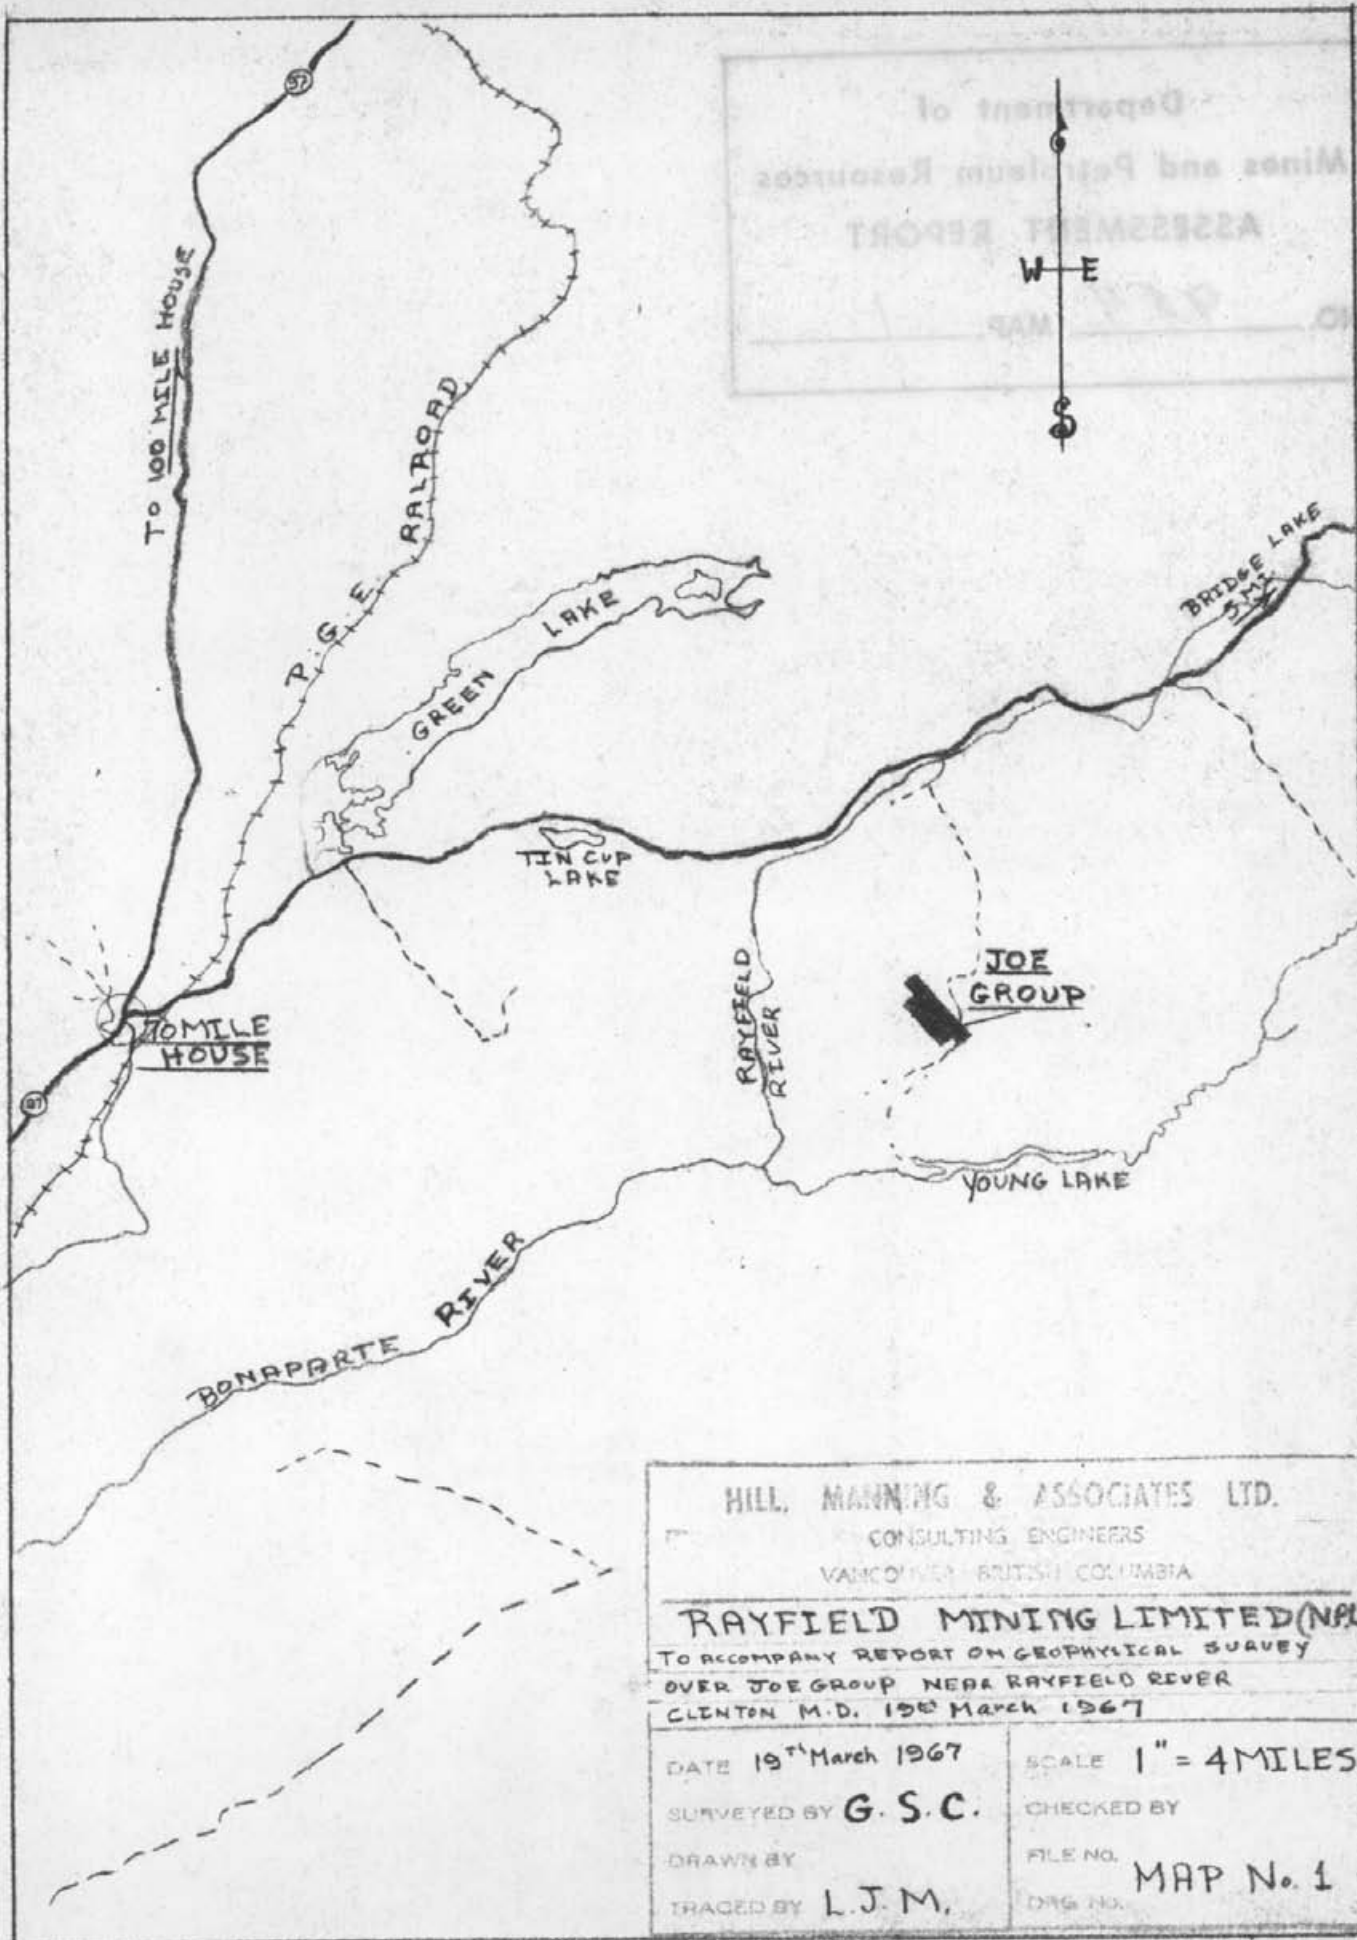 97
Department of
Mines and Petroleum Resources
ASSESSMENT REPORT
NO. MAP 1
W E
S
TO 100 MILE HOUSE
P.G.E. RALROAD
GREEN LAKE
BRIDGE LAKE
5 MI.
TIN CUP
LAKE
RAYFIELD
RIVER
JOE
GROUP
70 MILE
HOUSE
97
YOUNG LAKE
BONAPARTE RIVER
HILL, MANNING & ASSOCIATES LTD.
CONSULTING ENGINEERS
VANCOUVER BRITISH COLUMBIA
RAYFIELD MINING LIMITED (NPL
TO ACCOMPANY REPORT ON GEOPHYSICAL SURVEY
OVER JOE GROUP NEAR RAYFIELD RIVER
CLINTON M.D. 19th March 1967
DATE 19th March 1967
SCALE 1" = 4 MILES
SURVEYED BY G. S. C.
CHECKED BY
DRAWN BY
FILE NO.
TRACED BY L. J. M.
DRG NO. MAP No. 1